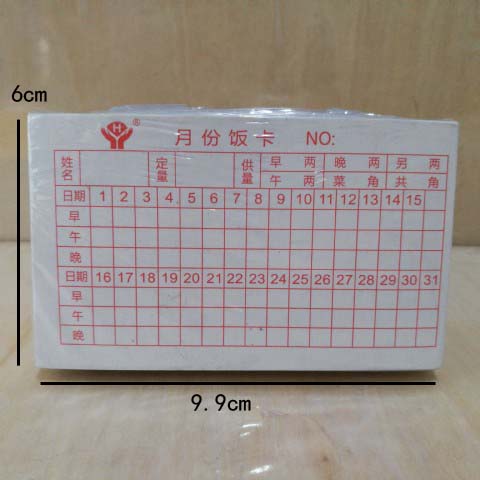 6cm
H ® 月份饭卡 NO:
姓名 定量 供量 早 两 晚 两 另 两
午 两 菜 角 共 角
日期 1 2 3 4 5 6 7 8 9 10 11 12 13 14 15
早
午
晚
日期 16 17 18 19 20 21 22 23 24 25 26 27 28 29 30 31
早
午
晚
9.9cm